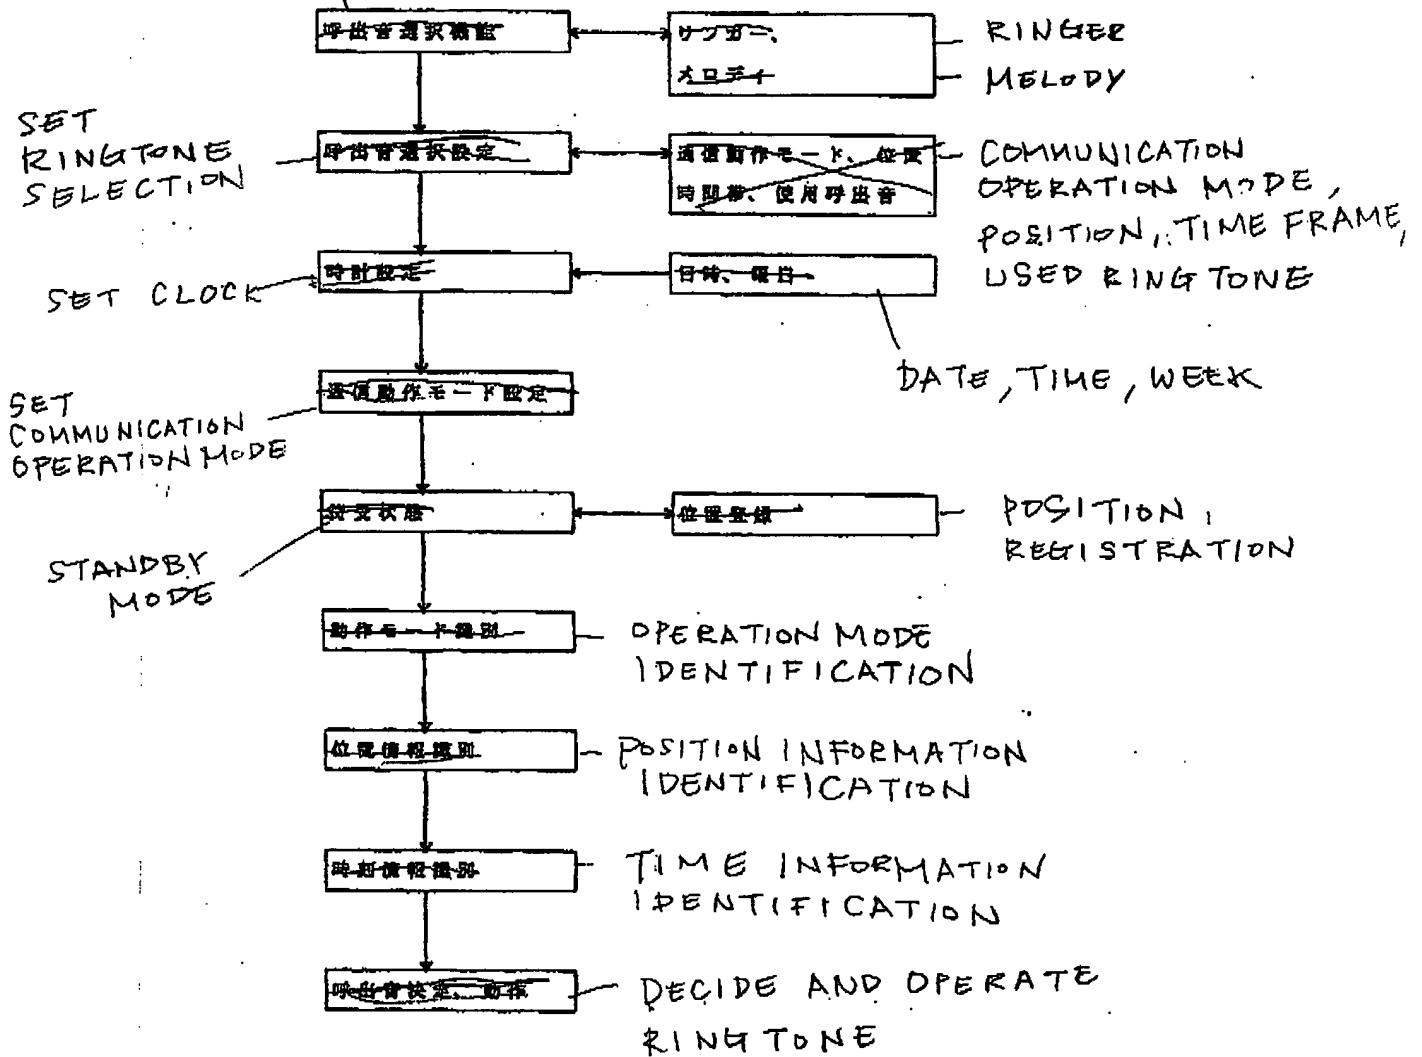 呼出音選択機能
リンガー、
メロディ
RINGER
MELODY
SET
RINGTONE
SELECTION
呼出音選択設定
通信動作モード、位置
時間帯、使用呼出音
COMMUNICATION
OPERATION MODE,
POSITION, TIME FRAME,
USED RINGTONE
SET CLOCK
時計設定
日時、曜日
DATE, TIME, WEEK
SET
COMMUNICATION
OPERATION MODE
通信動作モード設定
STANDBY
MODE
待受状態
位置登録
POSITION
REGISTRATION
動作モード識別
OPERATION MODE
IDENTIFICATION
位置情報識別
POSITION INFORMATION
IDENTIFICATION
時刻情報識別
TIME INFORMATION
IDENTIFICATION
呼出音決定、動作
DECIDE AND OPERATE
RINGTONE